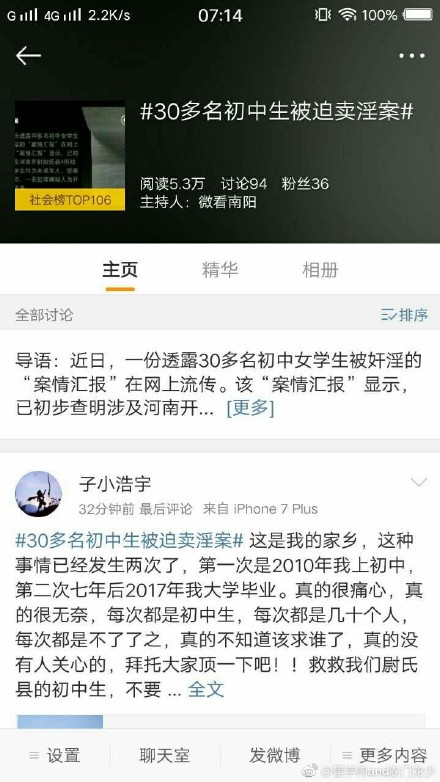 G 4G 2.2K/s 07:14 100%
#30多名初中生被迫卖淫案#
阅读5.3万 讨论94 粉丝36
主持人：微看南阳
社会榜TOP106
主页 精华 相册
全部讨论 排序
导语：近日，一份透露30多名初中女学生被奸淫的
“案情汇报”在网上流传。该“案情汇报”显示，
已初步查明涉及河南开... [更多]
子小浩宇
32分钟前 最后评论 来自 iPhone 7 Plus
#30多名初中生被迫卖淫案# 这是我的家乡，这种
事情已经发生两次了，第一次是2010年我上初中，
第二次七年后2017年我大学毕业。真的很痛心，真
的很无奈，每次都是初中生，每次都是几十个人，
每次都是不了了之，真的不知道该求谁了，真的没
有人关心的，拜托大家顶一下吧！！救救我们尉氏
县的初中生，不要 ... 全文
设置 聊天室 发微博 更多内容